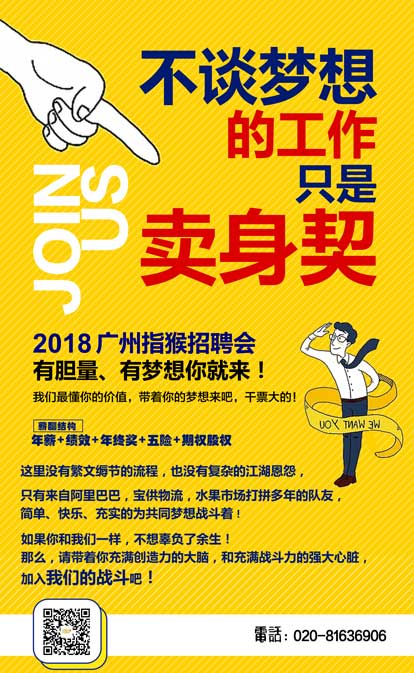 不谈梦想
的工作
只是
卖身契
JOIN
US
2018广州指猴招聘会
有胆量、有梦想你就来！
我们最懂你的价值，带着你的梦想来吧，干票大的！
薪酬结构
年薪+绩效+年终奖+五险+期权股权
WE WANT YOU
这里没有繁文缛节的流程，也没有复杂的江湖恩怨，
只有来自阿里巴巴，宝供物流，水果市场打拼多年的队友，
简单、快乐、充实的为共同梦想战斗着！
如果你和我们一样，不想辜负了余生！
那么，请带着你充满创造力的大脑，和充满战斗力的强大心脏，
加入我们的战斗吧！
電話：020-81636906